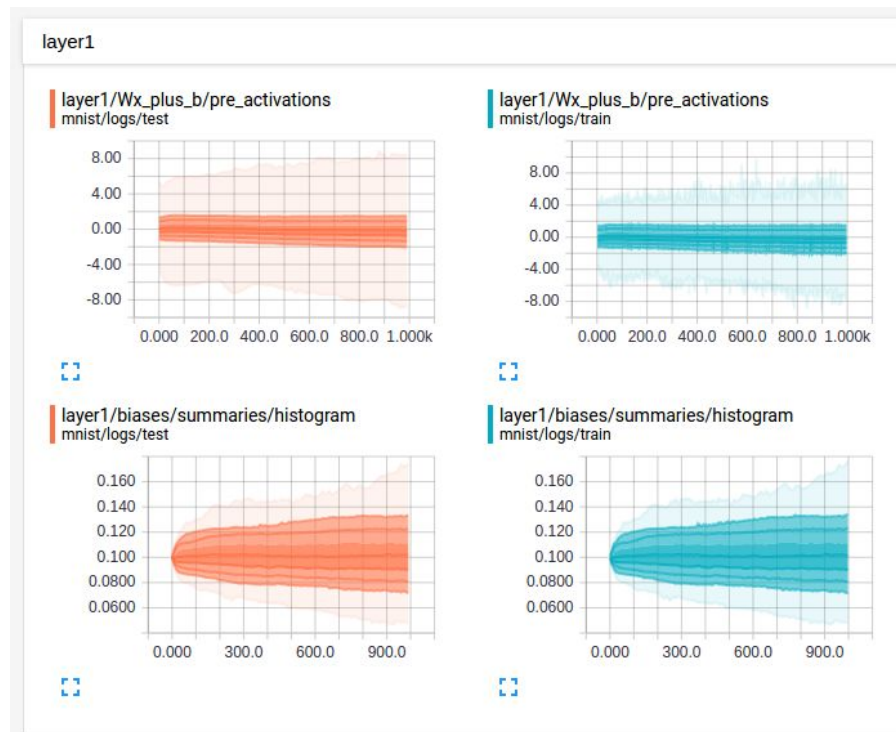 layer1
layer1/Wx_plus_b/pre_activations
mnist/logs/test
8.00
4.00
0.00
-4.00
-8.00
0.000 200.0 400.0 600.0 800.0 1.000k
layer1/Wx_plus_b/pre_activations
mnist/logs/train
8.00
4.00
0.00
-4.00
-8.00
0.000 200.0 400.0 600.0 800.0 1.000k
layer1/biases/summaries/histogram
mnist/logs/test
0.160
0.140
0.120
0.100
0.0800
0.0600
0.000 300.0 600.0 900.0
layer1/biases/summaries/histogram
mnist/logs/train
0.160
0.140
0.120
0.100
0.0800
0.0600
0.000 300.0 600.0 900.0